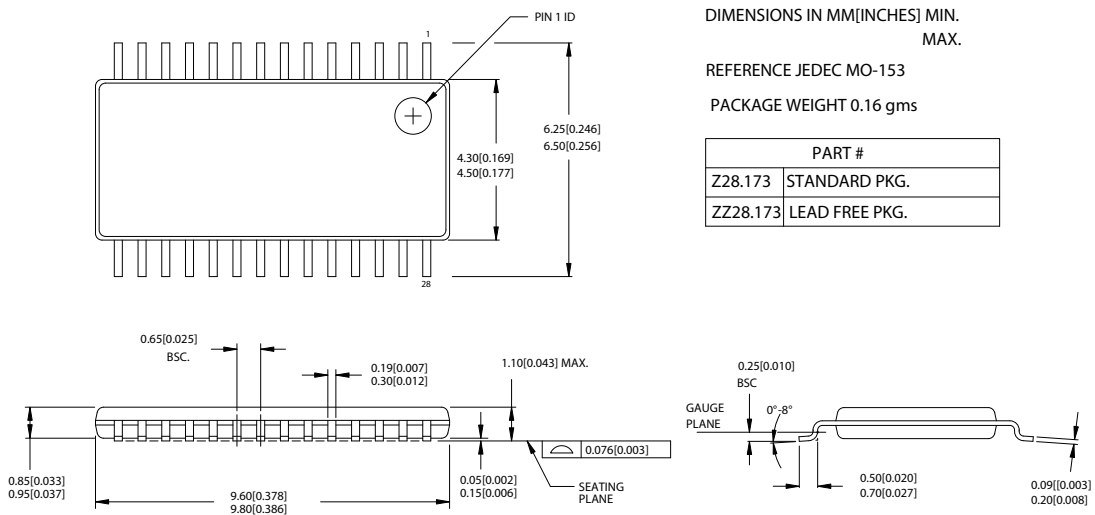 PIN 1 ID
1
DIMENSIONS IN MM[INCHES] MIN.
MAX.
REFERENCE JEDEC MO-153
PACKAGE WEIGHT 0.16 gms
PART #
Z28.173 STANDARD PKG.
ZZ28.173 LEAD FREE PKG.
6.25[0.246]
6.50[0.256]
4.30[0.169]
4.50[0.177]
28
0.65[0.025]
BSC.
0.19[0.007]
0.30[0.012]
1.10[0.043] MAX.
0.25[0.010]
BSC
GAUGE
PLANE
0°-8°
0.076[0.003]
0.85[0.033]
0.95[0.037]
9.60[0.378]
9.80[0.386]
0.05[0.002]
0.15[0.006]
SEATING
PLANE
0.50[0.020]
0.70[0.027]
0.09[[0.003]
0.20[0.008]